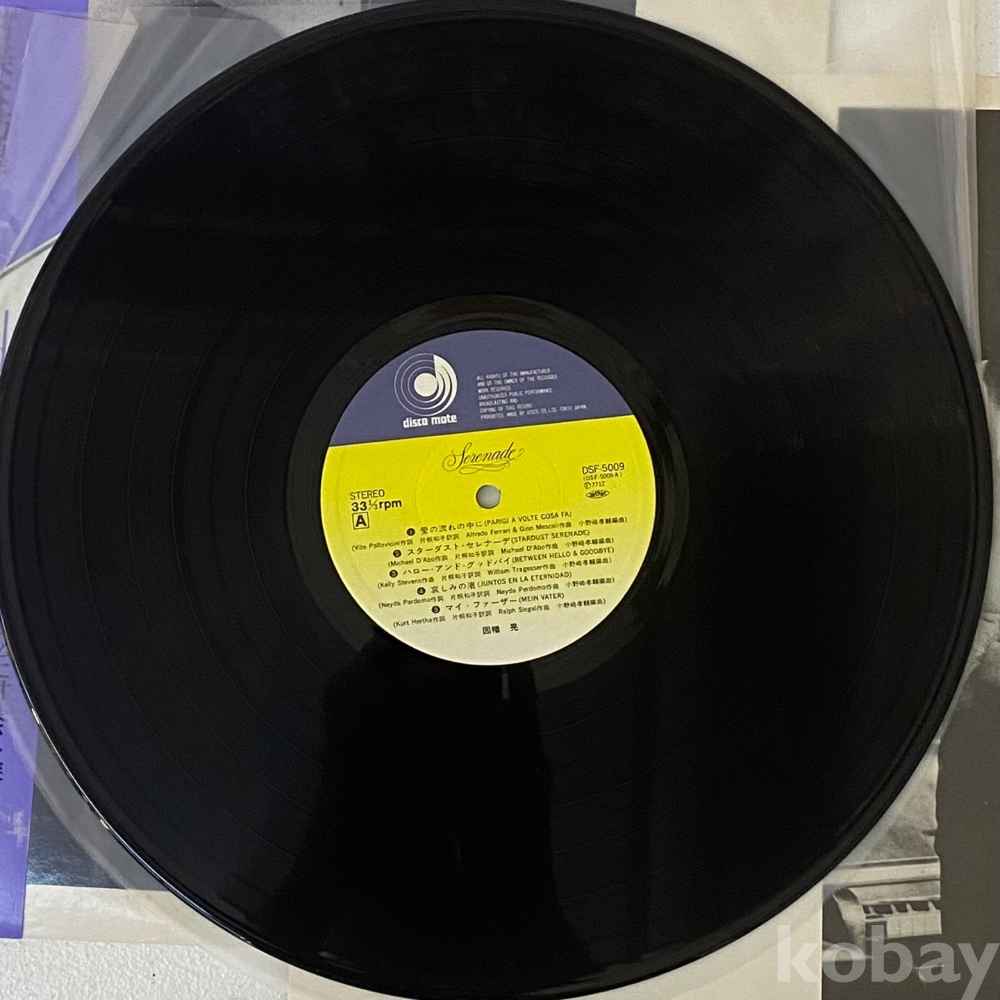 disco mate
ALL RIGHTS OF THE MANUFACTURER
AND OF THE OWNER OF THE RECORDED
WORK RESERVED.
UNAUTHORIZED PUBLIC PERFORMANCE
BROADCASTING AND
COPYING OF THIS RECORD
PROHIBITED. MADE BY DISCO CO., LTD. TOKYO JAPAN
Serenade
STEREO
33⅓rpm
A
DSF-5009
(DSF-5009-A)
Ⓟ7712
❶ 愛の流れの中に(PARIGI A VOLTE COSA FA)
(Vito Pallavicini作詞 片桐和子訳詞 Alfredo Ferran & Gino Mescoli作曲 小野崎孝輔編曲)
❷ スターダスト・セレナーデ(STARDUST SERENADE)
(Michael D'Abo作詞 片桐和子訳詞 Michael D'Abo作曲 小野崎孝輔編曲)
❸ ハロー・アンド・グッドバイ(BETWEEN HELLO & GOODBYE)
(Kally Stevens作曲 片桐和子訳詞 William Tragesser作曲 小野崎孝輔編曲)
❹ 哀しみの渚(JUNTOS EN LA ETERNIDAD)
(Neyda Perdomo作詞 片桐和子訳詞 Neyda Perdomo作曲 小野崎孝輔編曲)
❺ マイ・ファーザー(MEIN VATER)
(Kurt Hertha作詞 片桐和子訳詞 Ralph Siegel作曲 小野崎孝輔編曲)
因幡 晃
kobay